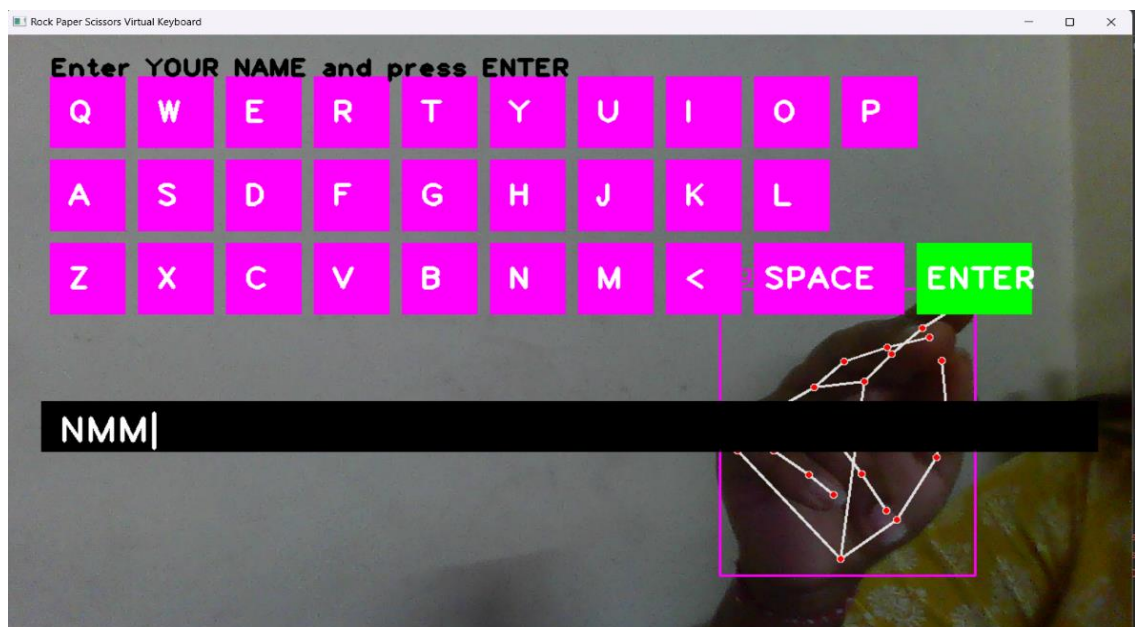 Rock Paper Scissors Virtual Keyboard
Enter YOUR NAME and press ENTER
Q W E R T Y U I O P
A S D F G H J K L
Z X C V B N M < SPACE ENTER
NMM|